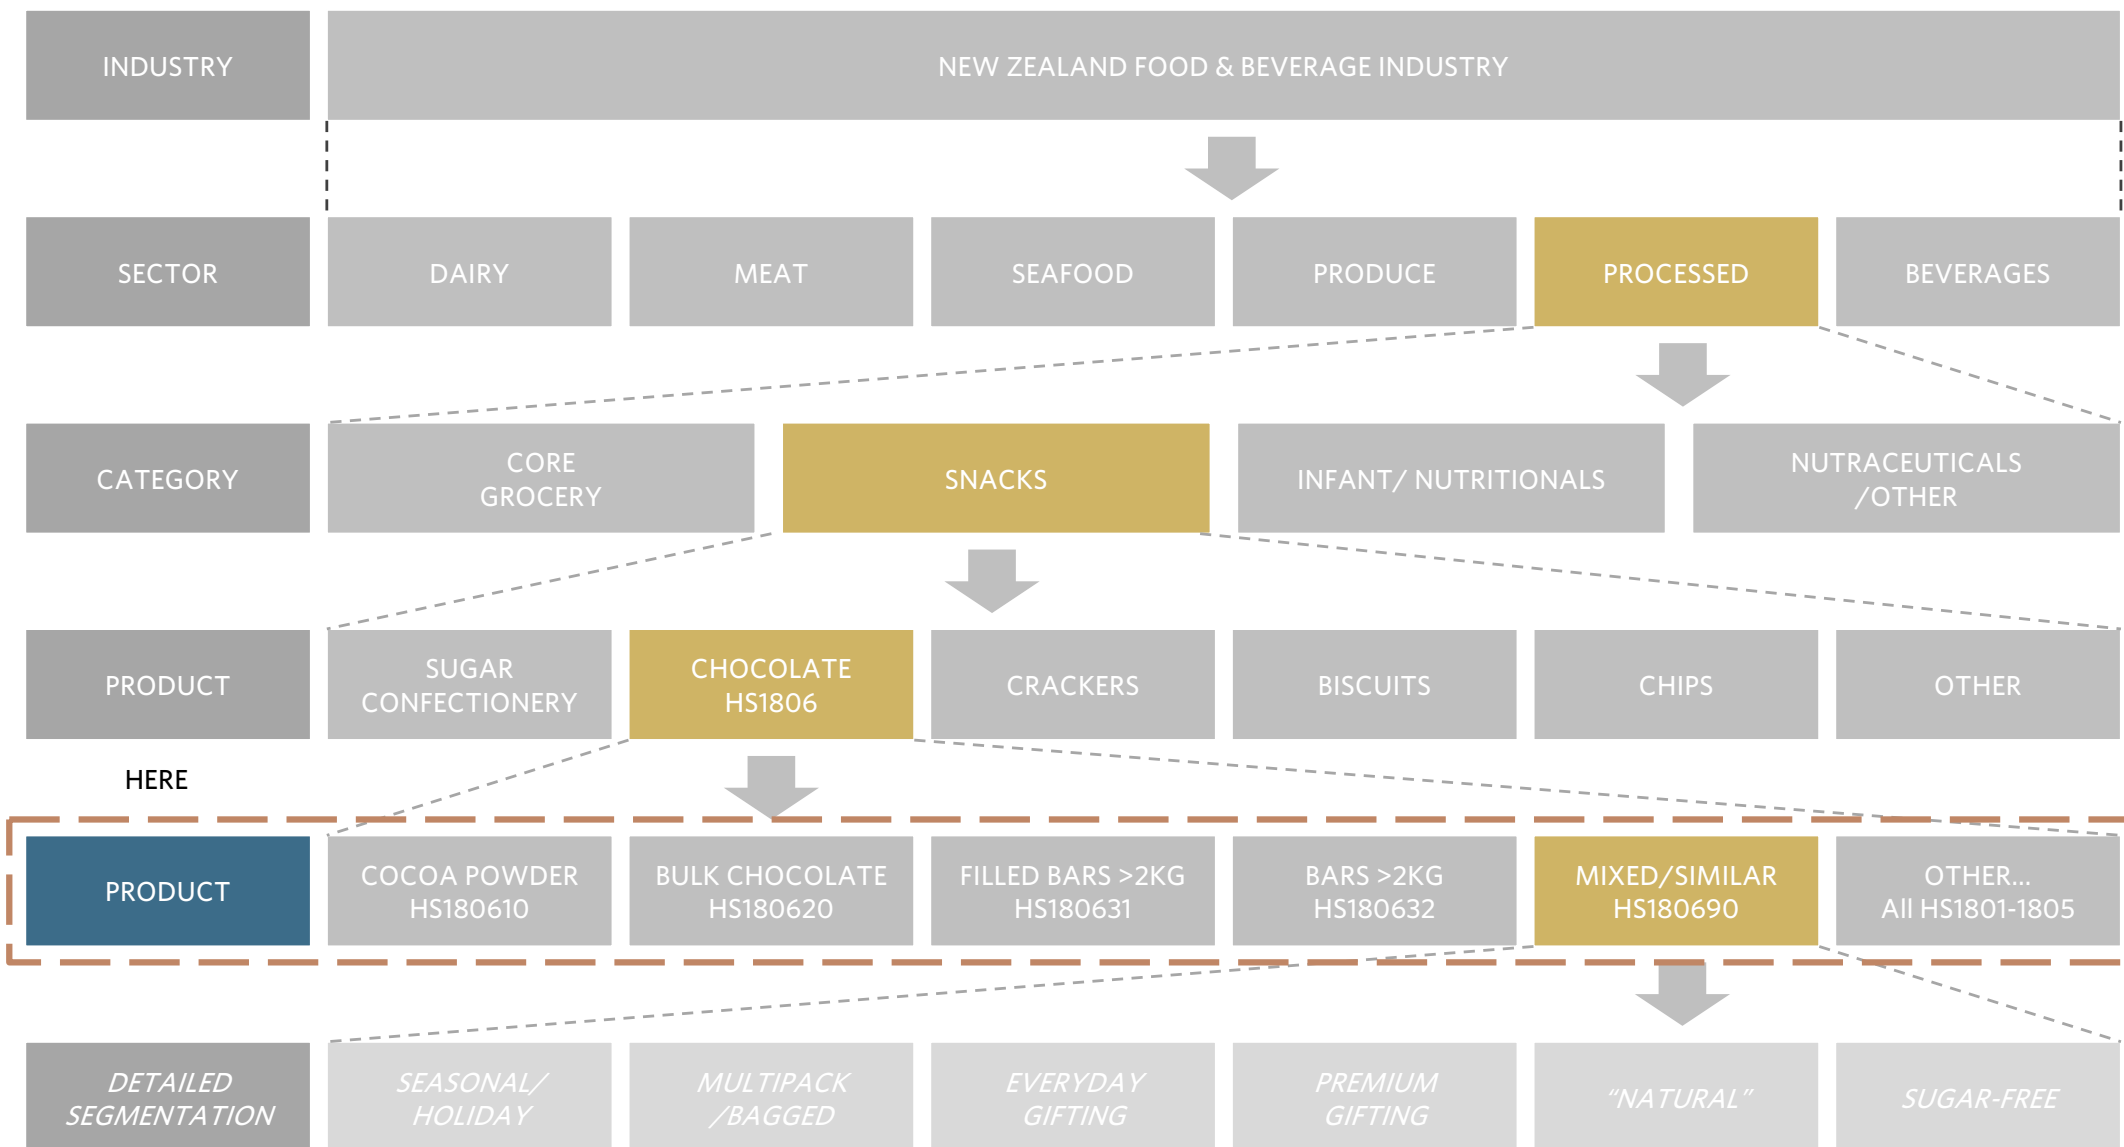 INDUSTRY
NEW ZEALAND FOOD & BEVERAGE INDUSTRY
SECTOR
DAIRY
MEAT
SEAFOOD
PRODUCE
PROCESSED
BEVERAGES
CATEGORY
CORE
GROCERY
SNACKS
INFANT/ NUTRITIONALS
NUTRACEUTICALS
/OTHER
PRODUCT
SUGAR
CONFECTIONERY
CHOCOLATE
HS1806
CRACKERS
BISCUITS
CHIPS
OTHER
HERE
PRODUCT
COCOA POWDER
HS180610
BULK CHOCOLATE
HS180620
FILLED BARS >2KG
HS180631
BARS >2KG
HS180632
MIXED/SIMILAR
HS180690
OTHER...
All HS1801-1805
DETAILED
SEGMENTATION
SEASONAL/
HOLIDAY
MULTIPACK
/BAGGED
EVERYDAY
GIFTING
PREMIUM
GIFTING
“NATURAL”
SUGAR-FREE